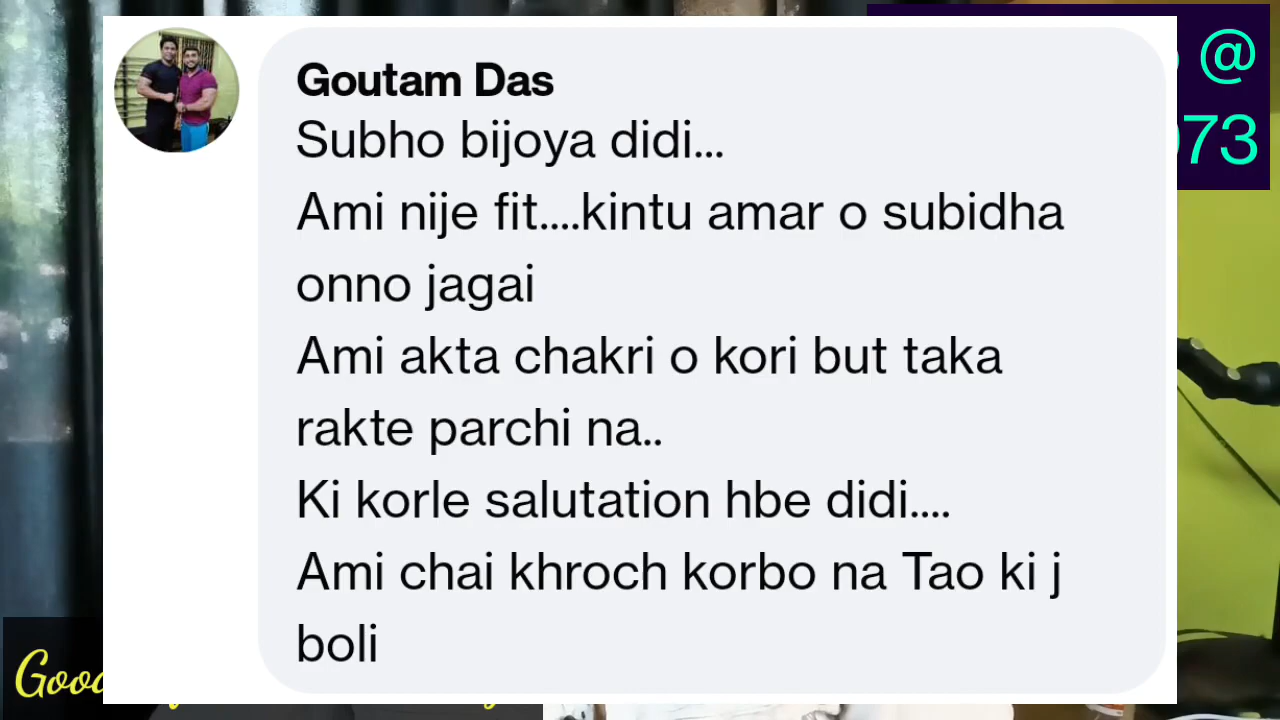 Goutam Das
Subho bijoya didi...
Ami nije fit....kintu amar o subidha
onno jagai
Ami akta chakri o kori but taka
rakte parchi na..
Ki korle salutation hbe didi....
Ami chai khroch korbo na Tao ki j
boli
@
73